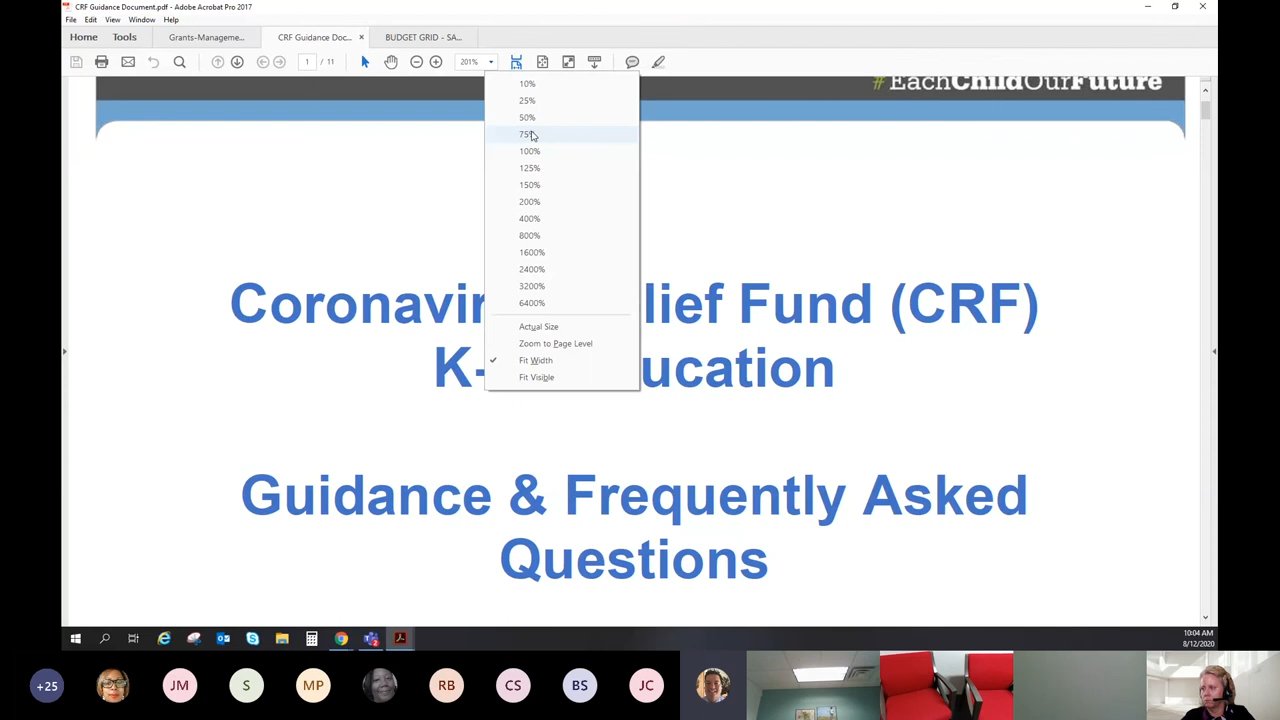 CRF Guidance Document.pdf - Adobe Acrobat Pro 2017
File Edit View Window Help
Home Tools Grants-Manageme... CRF Guidance Doc... × BUDGET GRID - SA...
1 / 11 201%
#EachChildOurFuture
10%
25%
50%
75%
100%
125%
150%
200%
400%
800%
1600%
2400%
3200%
6400%
Actual Size
Zoom to Page Level
Fit Width
Fit Visible
Coronavir lief Fund (CRF)
K- ucation
Guidance & Frequently Asked
Questions
10:04 AM
8/12/2020
+25 JM S MP RB CS BS JC